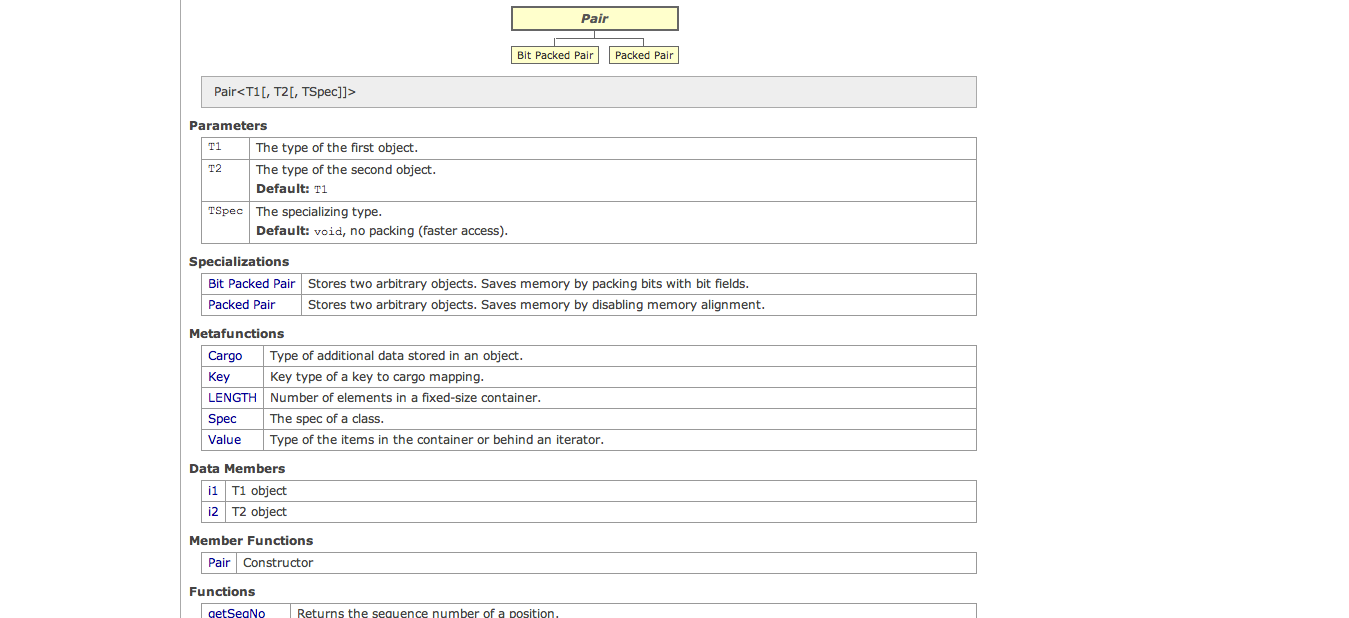 Pair
Bit Packed Pair Packed Pair
Pair<T1[, T2[, TSpec]]>
Parameters
T1 The type of the first object.
T2 The type of the second object.
Default: T1
TSpec The specializing type.
Default: void, no packing (faster access).
Specializations
Bit Packed Pair Stores two arbitrary objects. Saves memory by packing bits with bit fields.
Packed Pair Stores two arbitrary objects. Saves memory by disabling memory alignment.
Metafunctions
Cargo Type of additional data stored in an object.
Key Key type of a key to cargo mapping.
LENGTH Number of elements in a fixed-size container.
Spec The spec of a class.
Value Type of the items in the container or behind an iterator.
Data Members
i1 T1 object
i2 T2 object
Member Functions
Pair Constructor
Functions
getSeqNo Returns the sequence number of a position.